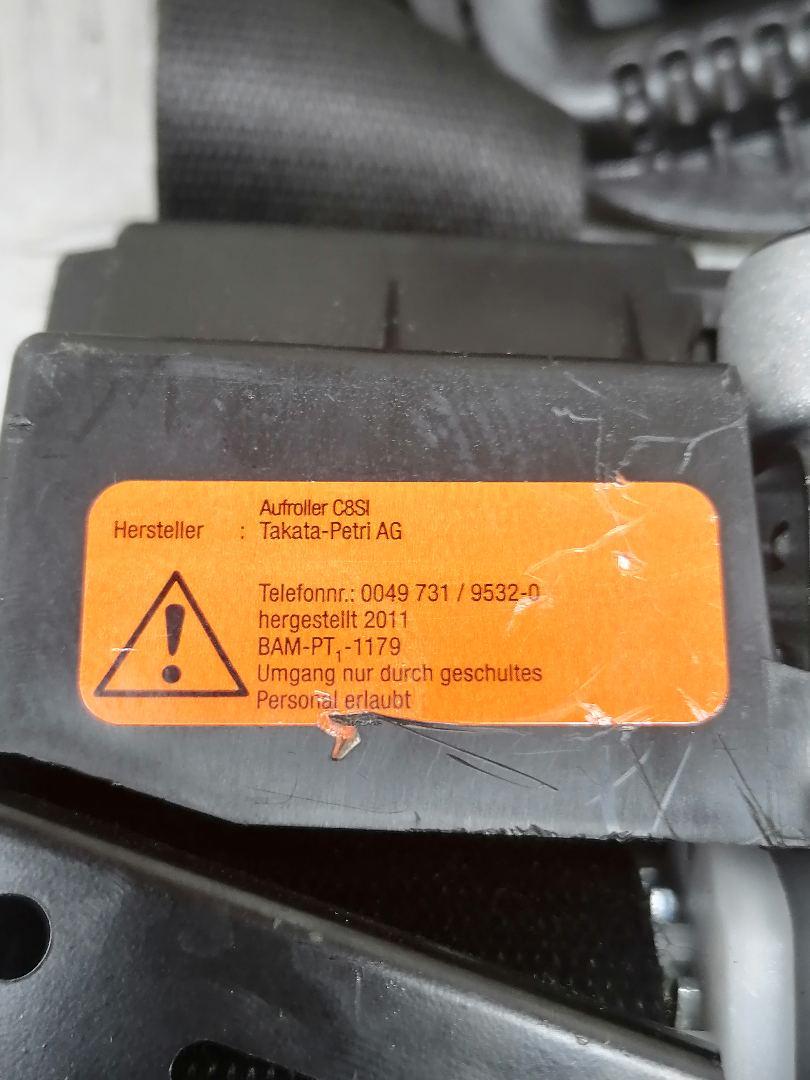 Aufroller C8SI
Hersteller : Takata-Petri AG
Telefonnr.: 0049 731 / 9532-0
hergestellt 2011
BAM-PT₁-1179
Umgang nur durch geschultes
Personal erlaubt